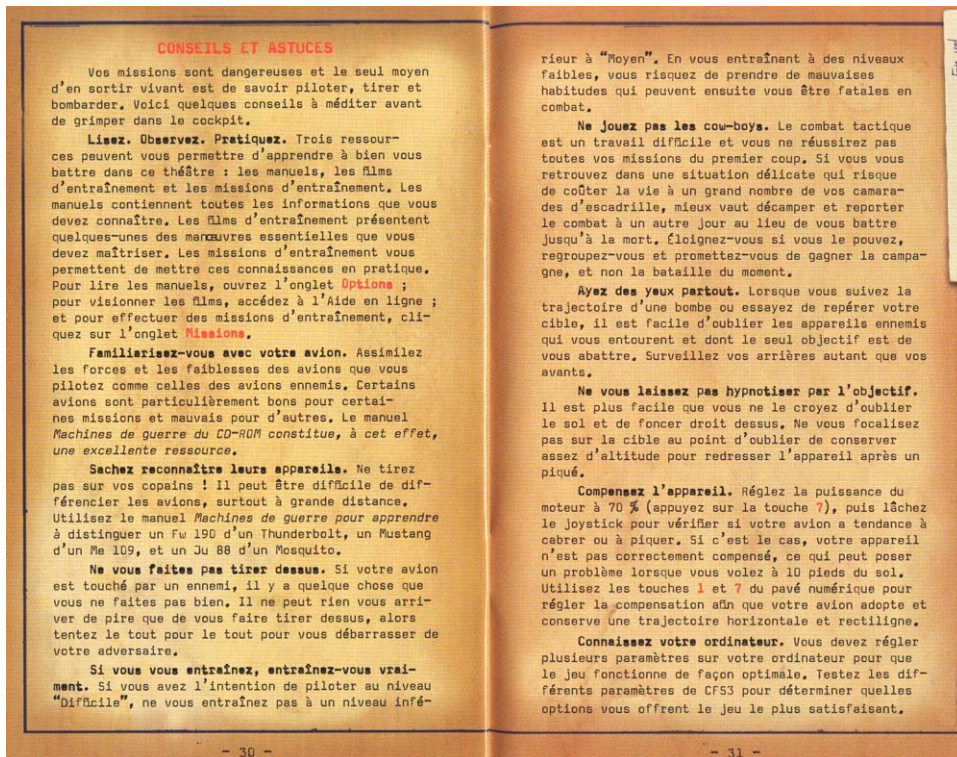 CONSEILS ET ASTUCES
Vos missions sont dangereuses et le seul moyen
d'en sortir vivant est de savoir piloter, tirer et
bombarder. Voici quelques conseils à méditer avant
de grimper dans le cockpit.
Lisez. Observez. Pratiquez. Trois ressour-
ces peuvent vous permettre d'apprendre à bien vous
battre dans ce théâtre : les manuels, les films
d'entraînement et les missions d'entraînement. Les
manuels contiennent toutes les informations que vous
devez connaître. Les films d'entraînement présentent
quelques-unes des manœuvres essentielles que vous
devez maîtriser. Les missions d'entraînement vous
permettent de mettre ces connaissances en pratique.
Pour lire les manuels, ouvrez l'onglet Options ;
pour visionner les films, accédez à l'Aide en ligne ;
et pour effectuer des missions d'entraînement, cli-
quez sur l'onglet Missions.
Familiarisez-vous avec votre avion. Assimilez
les forces et les faiblesses des avions que vous
pilotez comme celles des avions ennemis. Certains
avions sont particulièrement bons pour certai-
nes missions et mauvais pour d'autres. Le manuel
Machines de guerre du CD-ROM constitue, à cet effet,
une excellente ressource.
Sachez reconnaître leurs appareils. Ne tirez
pas sur vos copains ! Il peut être difficile de dif-
férencier les avions, surtout à grande distance.
Utilisez le manuel Machines de guerre pour apprendre
à distinguer un Fw 190 d'un Thunderbolt, un Mustang
d'un Me 109, et un Ju 88 d'un Mosquito.
Ne vous faites pas tirer dessus. Si votre avion
est touché par un ennemi, il y a quelque chose que
vous ne faites pas bien. Il ne peut rien vous arri-
ver de pire que de vous faire tirer dessus, alors
tentez le tout pour le tout pour vous débarrasser de
votre adversaire.
Si vous vous entraînez, entraînez-vous vrai-
ment. Si vous avez l'intention de piloter au niveau
"Difficile", ne vous entraînez pas à un niveau infé-
- 30 -
rieur à "Moyen". En vous entraînant à des niveaux
faibles, vous risquez de prendre de mauvaises
habitudes qui peuvent ensuite vous être fatales en
combat.
Ne jouez pas les cow-boys. Le combat tactique
est un travail difficile et vous ne réussirez pas
toutes vos missions du premier coup. Si vous vous
retrouvez dans une situation délicate qui risque
de coûter la vie à un grand nombre de vos camara-
des d'escadrille, mieux vaut décamper et reporter
le combat à un autre jour au lieu de vous battre
jusqu'à la mort. Éloignez-vous si vous le pouvez,
regroupez-vous et promettez-vous de gagner la campa-
gne, et non la bataille du moment.
Ayez des yeux partout. Lorsque vous suivez la
trajectoire d'une bombe ou essayez de repérer votre
cible, il est facile d'oublier les appareils ennemis
qui vous entourent et dont le seul objectif est de
vous abattre. Surveillez vos arrières autant que vos
avants.
Ne vous laissez pas hypnotiser par l'objectif.
Il est plus facile que vous ne le croyez d'oublier
le sol et de foncer droit dessus. Ne vous focalisez
pas sur la cible au point d'oublier de conserver
assez d'altitude pour redresser l'appareil après un
piqué.
Compensez l'appareil. Réglez la puissance du
moteur à 70 % (appuyez sur la touche 7), puis lâchez
le joystick pour vérifier si votre avion a tendance à
cabrer ou à piquer. Si c'est le cas, votre appareil
n'est pas correctement compensé, ce qui peut poser
un problème lorsque vous volez à 10 pieds du sol.
Utilisez les touches 1 et 7 du pavé numérique pour
régler la compensation afin que votre avion adopte et
conserve une trajectoire horizontale et rectiligne.
Connaissez votre ordinateur. Vous devez régler
plusieurs paramètres sur votre ordinateur pour que
le jeu fonctionne de façon optimale. Testez les dif-
férents paramètres de CFS3 pour déterminer quelles
options vous offrent le jeu le plus satisfaisant.
- 31 -